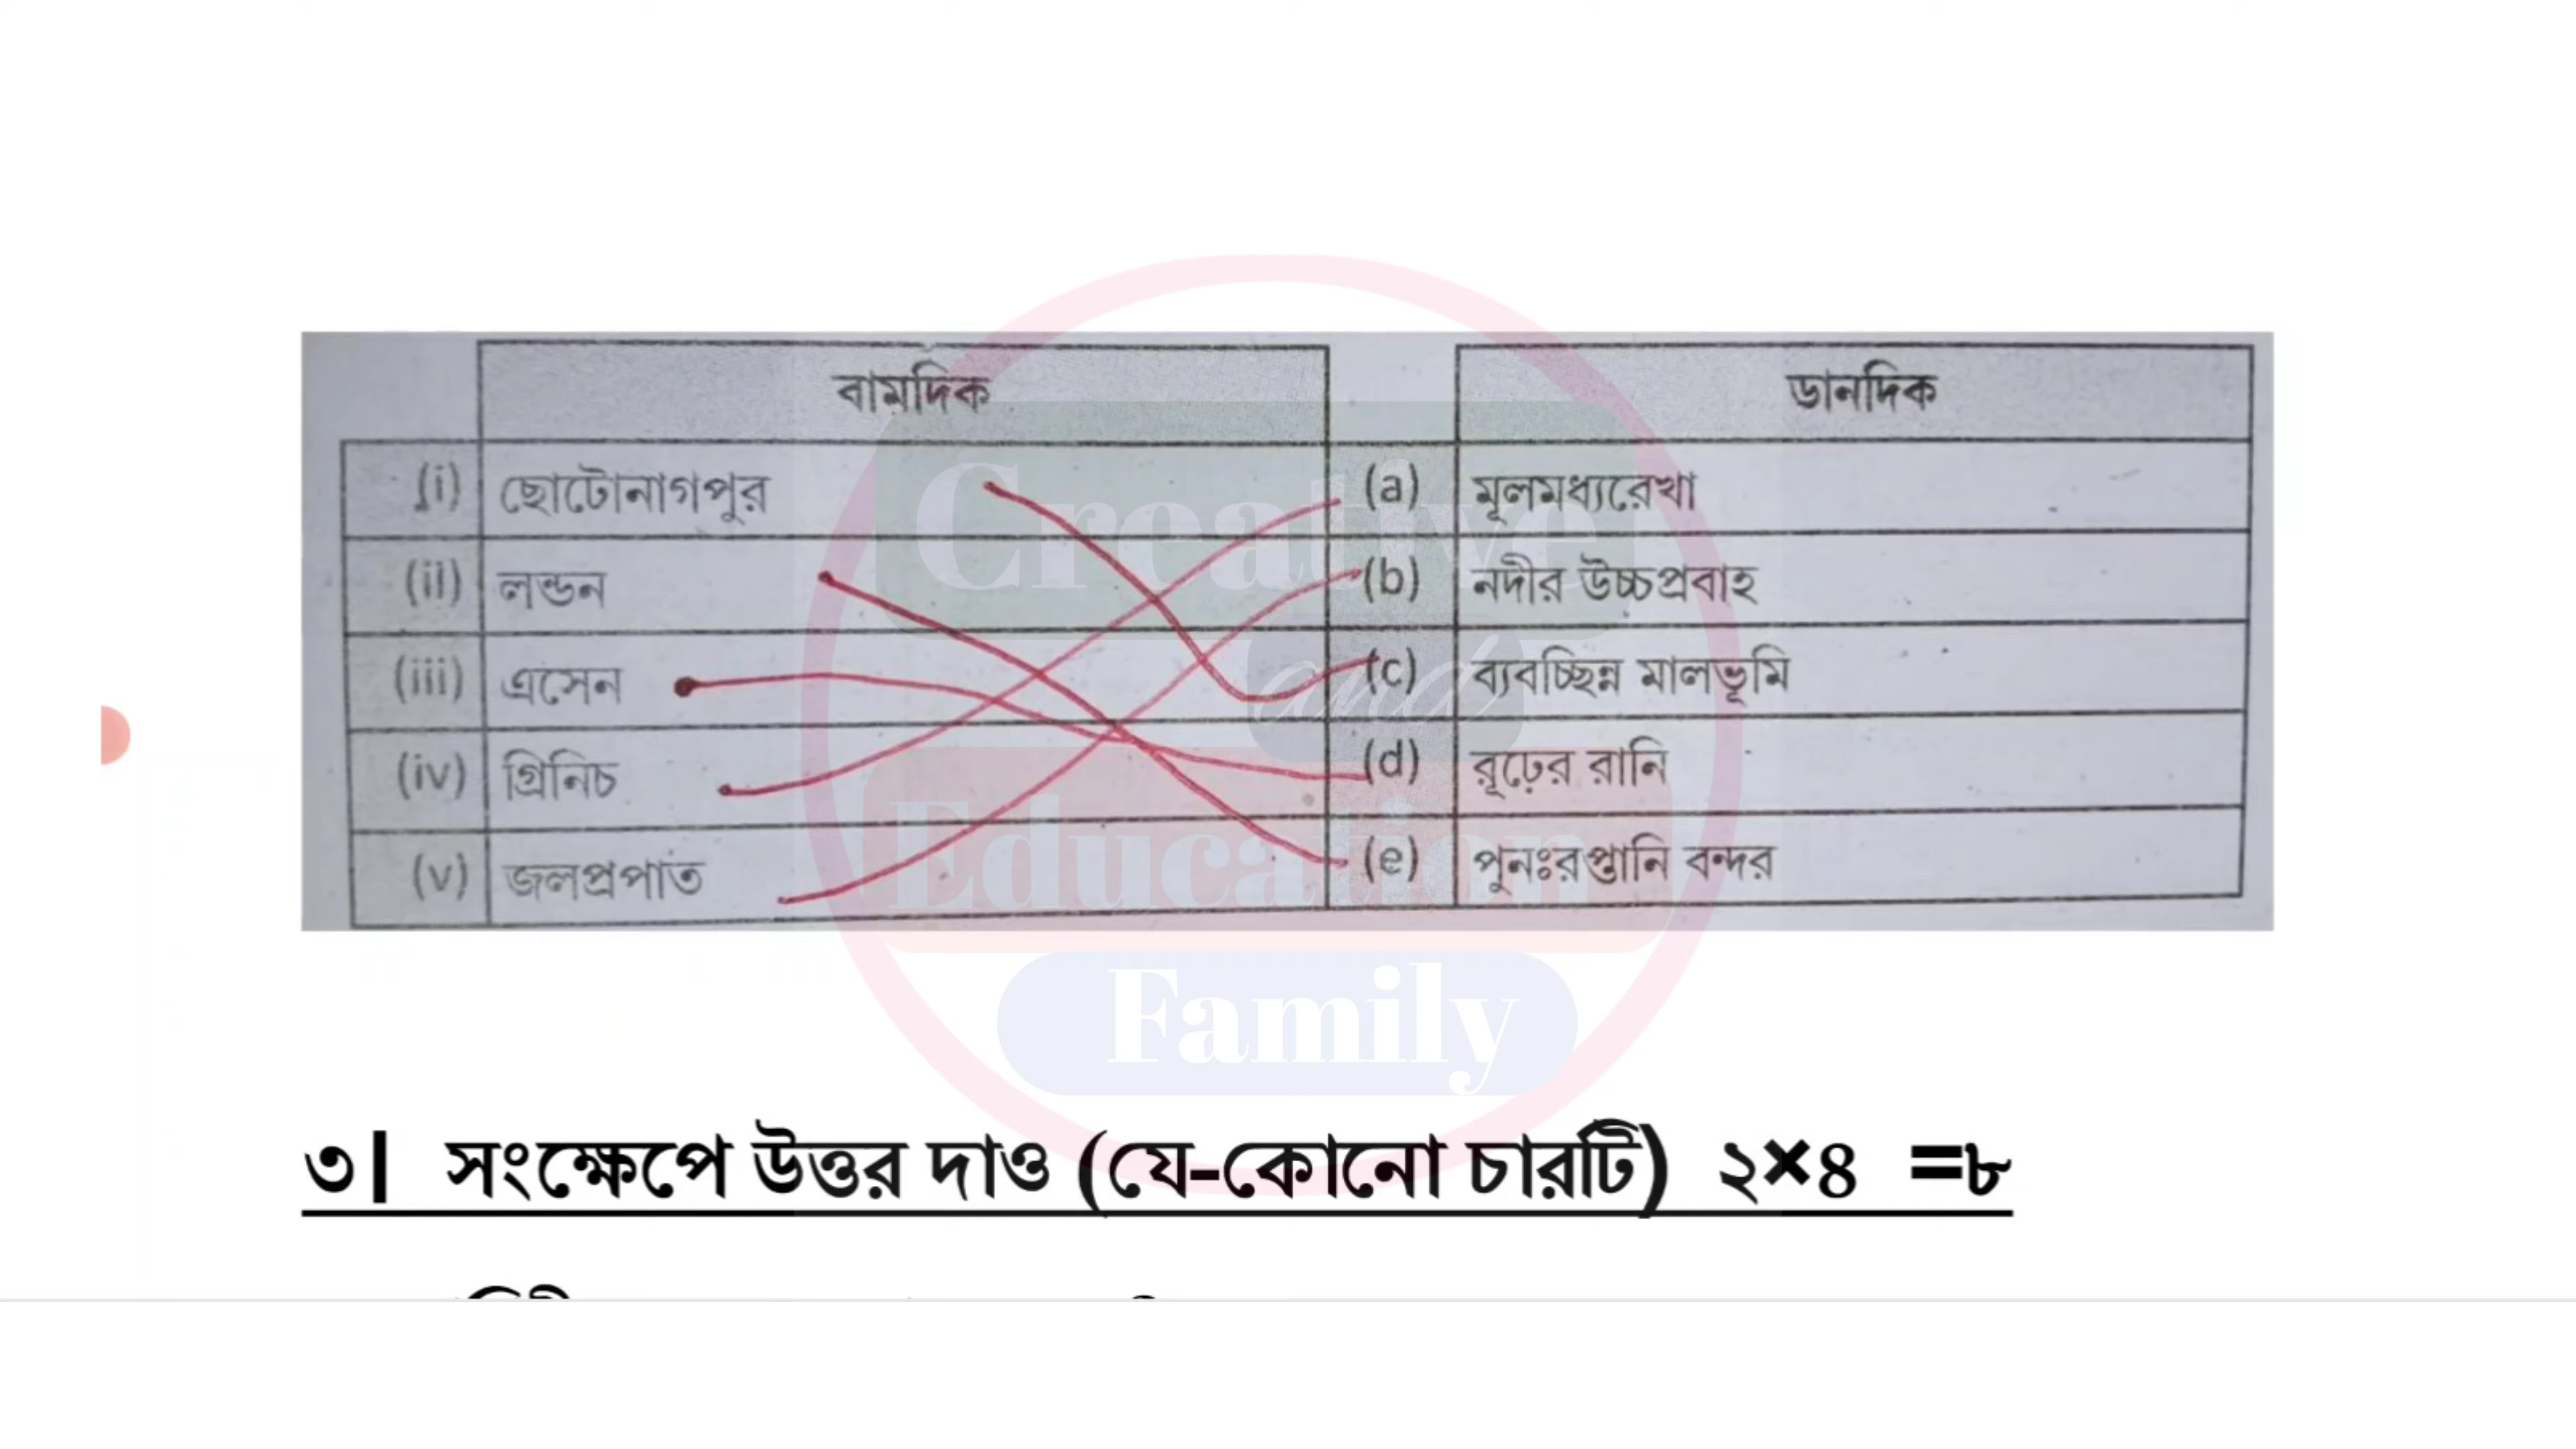 বামদিক ডানদিক
(i) ছোটোনাগপুর (a) মূলমধ্যরেখা
(ii) লন্ডন (b) নদীর উচ্চপ্রবাহ
(iii) এসেন (c) ব্যবচ্ছিন্ন মালভূমি
(iv) গ্রিনিচ (d) রূঢ়ের রানি
(v) জলপ্রপাত (e) পুনঃরপ্তানি বন্দর
Creative
and
Education
Family
৩| সংক্ষেপে উত্তর দাও (যে-কোনো চারটি) ২×৪ =৮